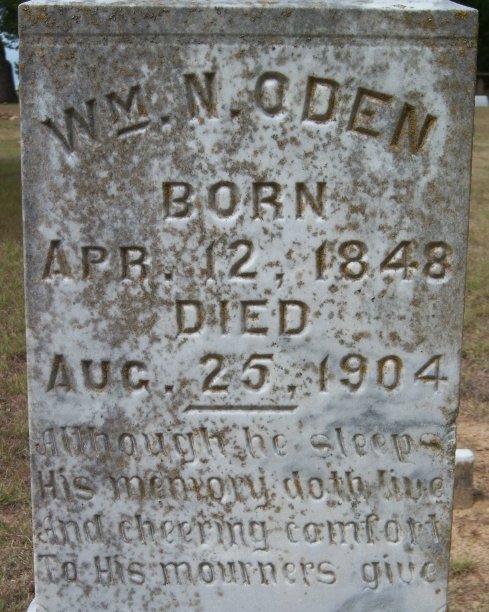 Wm. N. ODEN
BORN
APR. 12, 1848
DIED
AUG. 25, 1904
Although he sleeps
His memory doth live
And cheering comfort
To His mourners give